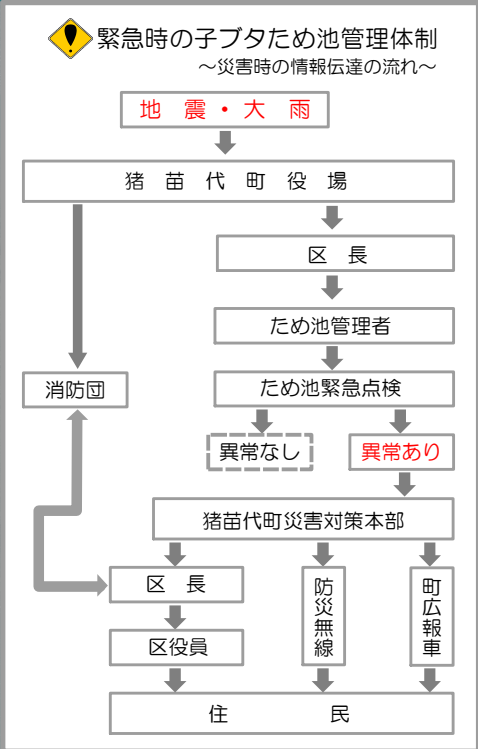 緊急時の子ブタため池管理体制
～災害時の情報伝達の流れ～
地 震・大 雨
猪 苗 代 町 役 場
区 長
ため池管理者
消防団
ため池緊急点検
異常なし
異常あり
猪苗代町災害対策本部
区 長
防災無線
町広報車
区役員
住 民